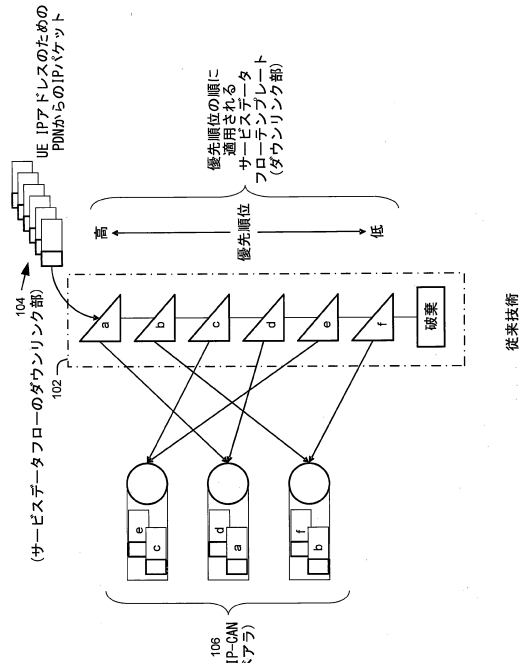 104
UE IPアドレスのための
PDNからのIPパケット
(サービスデータフローのダウンリンク部)
102
a
b
c
d
e
f
破棄
高
優先順位
低
優先順位の順に
適用される
サービスデータ
フローテンプレート
(ダウンリンク部)
e
c
d
a
f
b
106
IP-CAN
ベアラ)
従来技術